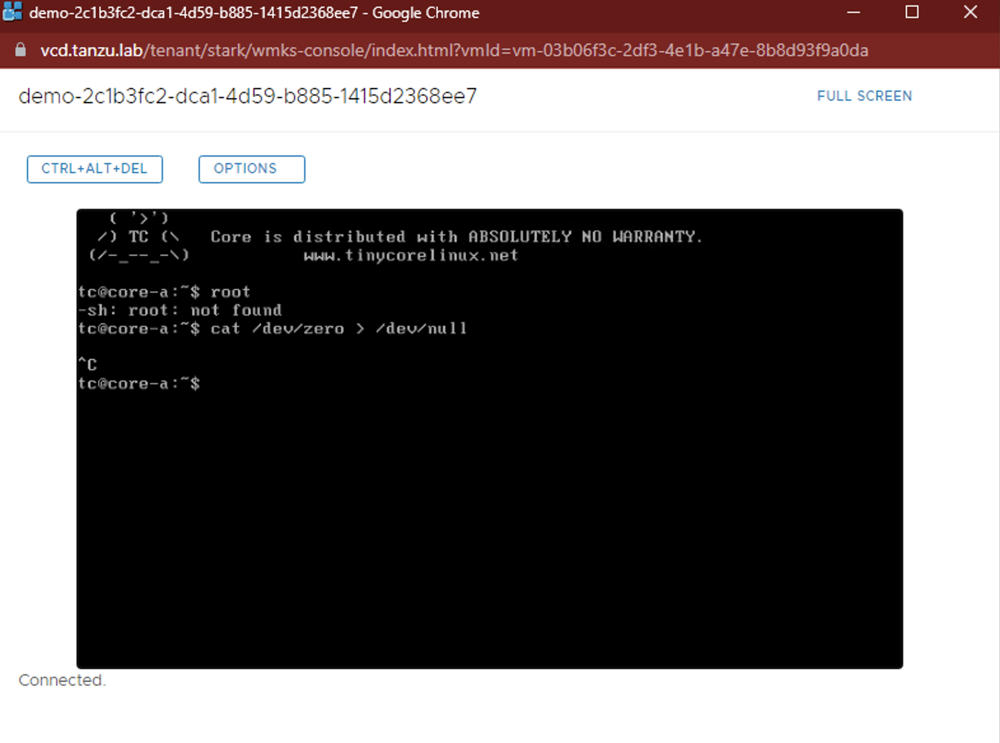 demo-2c1b3fc2-dca1-4d59-b885-1415d2368ee7 - Google Chrome
vcd.tanzu.lab/tenant/stark/wmks-console/index.html?vmId=vm-03b06f3c-2df3-4e1b-a47e-8b8d93f9a0da
demo-2c1b3fc2-dca1-4d59-b885-1415d2368ee7 FULL SCREEN
CTRL+ALT+DEL OPTIONS
( '>')
/) TC (\ Core is distributed with ABSOLUTELY NO WARRANTY.
(/-_--_-\) www.tinycorelinux.net
tc@core-a:~$ root
-sh: root: not found
tc@core-a:~$ cat /dev/zero > /dev/null
^C
tc@core-a:~$
Connected.